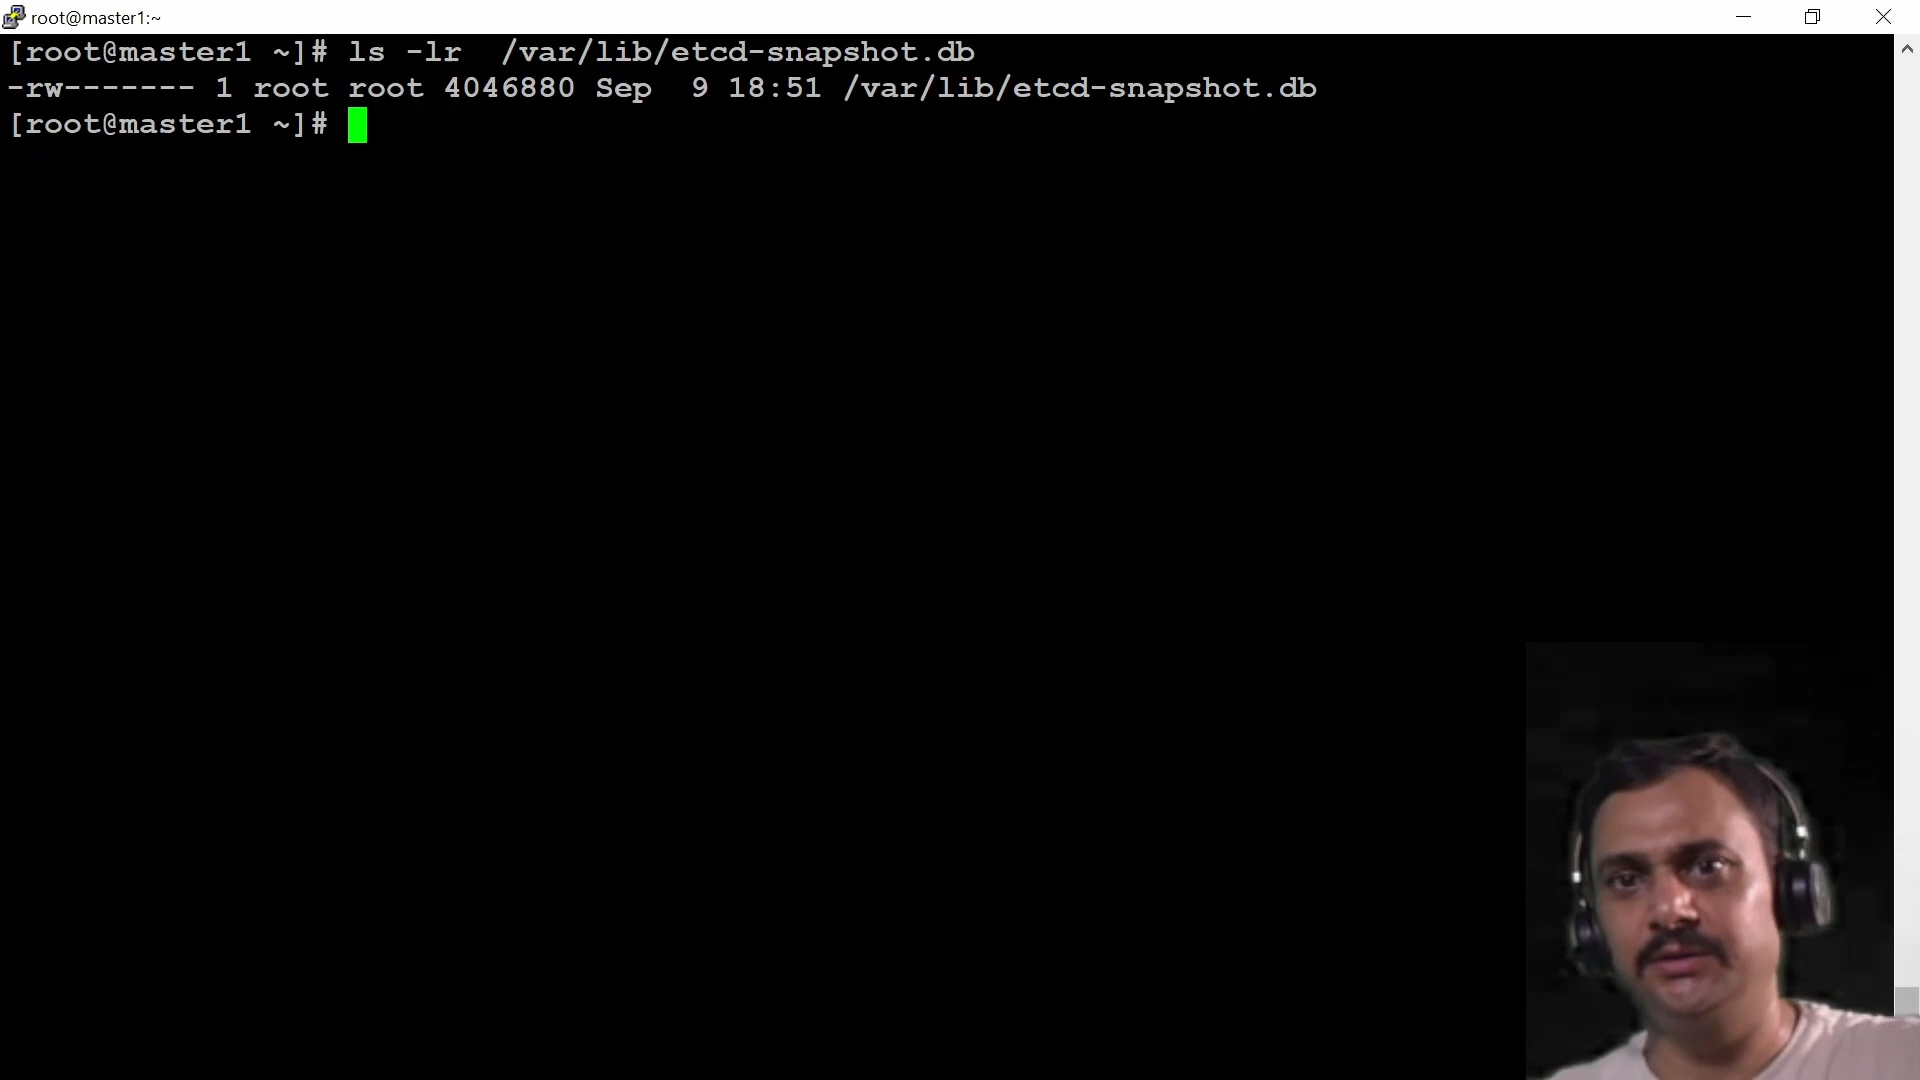 root@master1:~
[root@master1 ~]# ls -lr  /var/lib/etcd-snapshot.db
-rw------- 1 root root 4046880 Sep  9 18:51 /var/lib/etcd-snapshot.db
[root@master1 ~]#